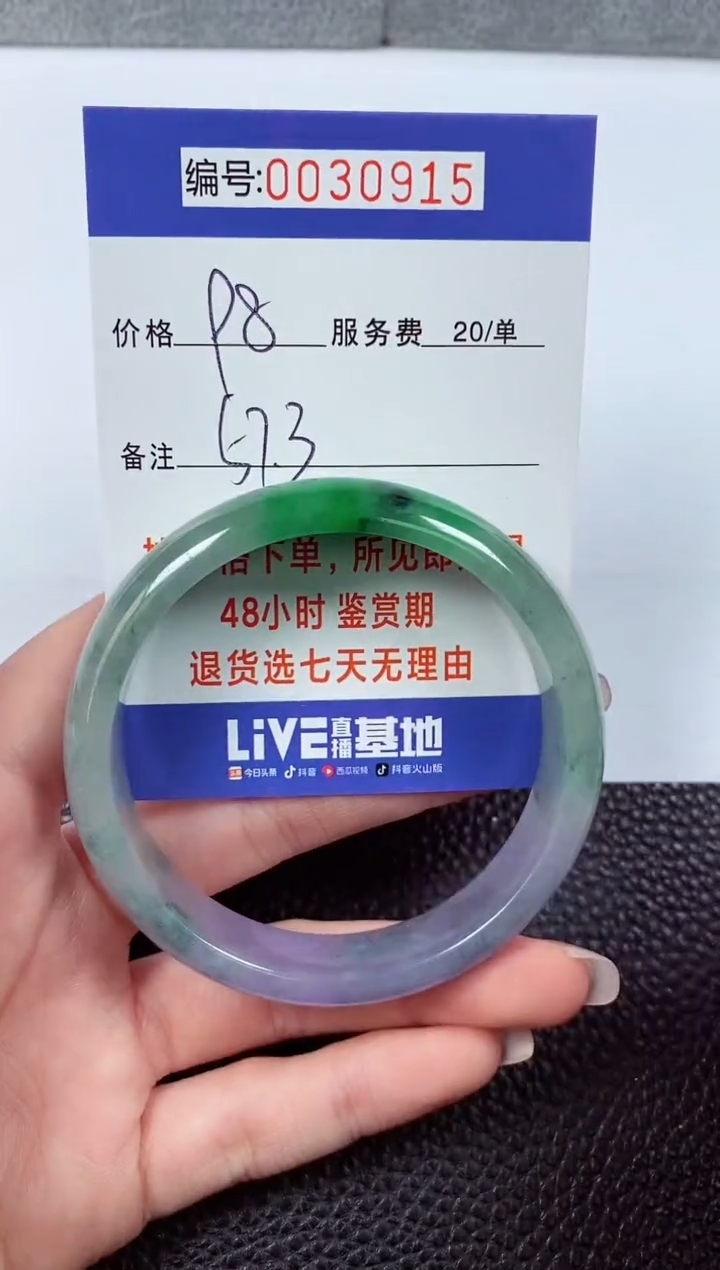 编号:0030915
价格 P8 服务费 20/单
备注 57.3
下单，所见即
48小时 鉴赏期
退货选七天无理由
LiVE直播基地
头条 今日头条 抖音 西瓜视频 抖音火山版